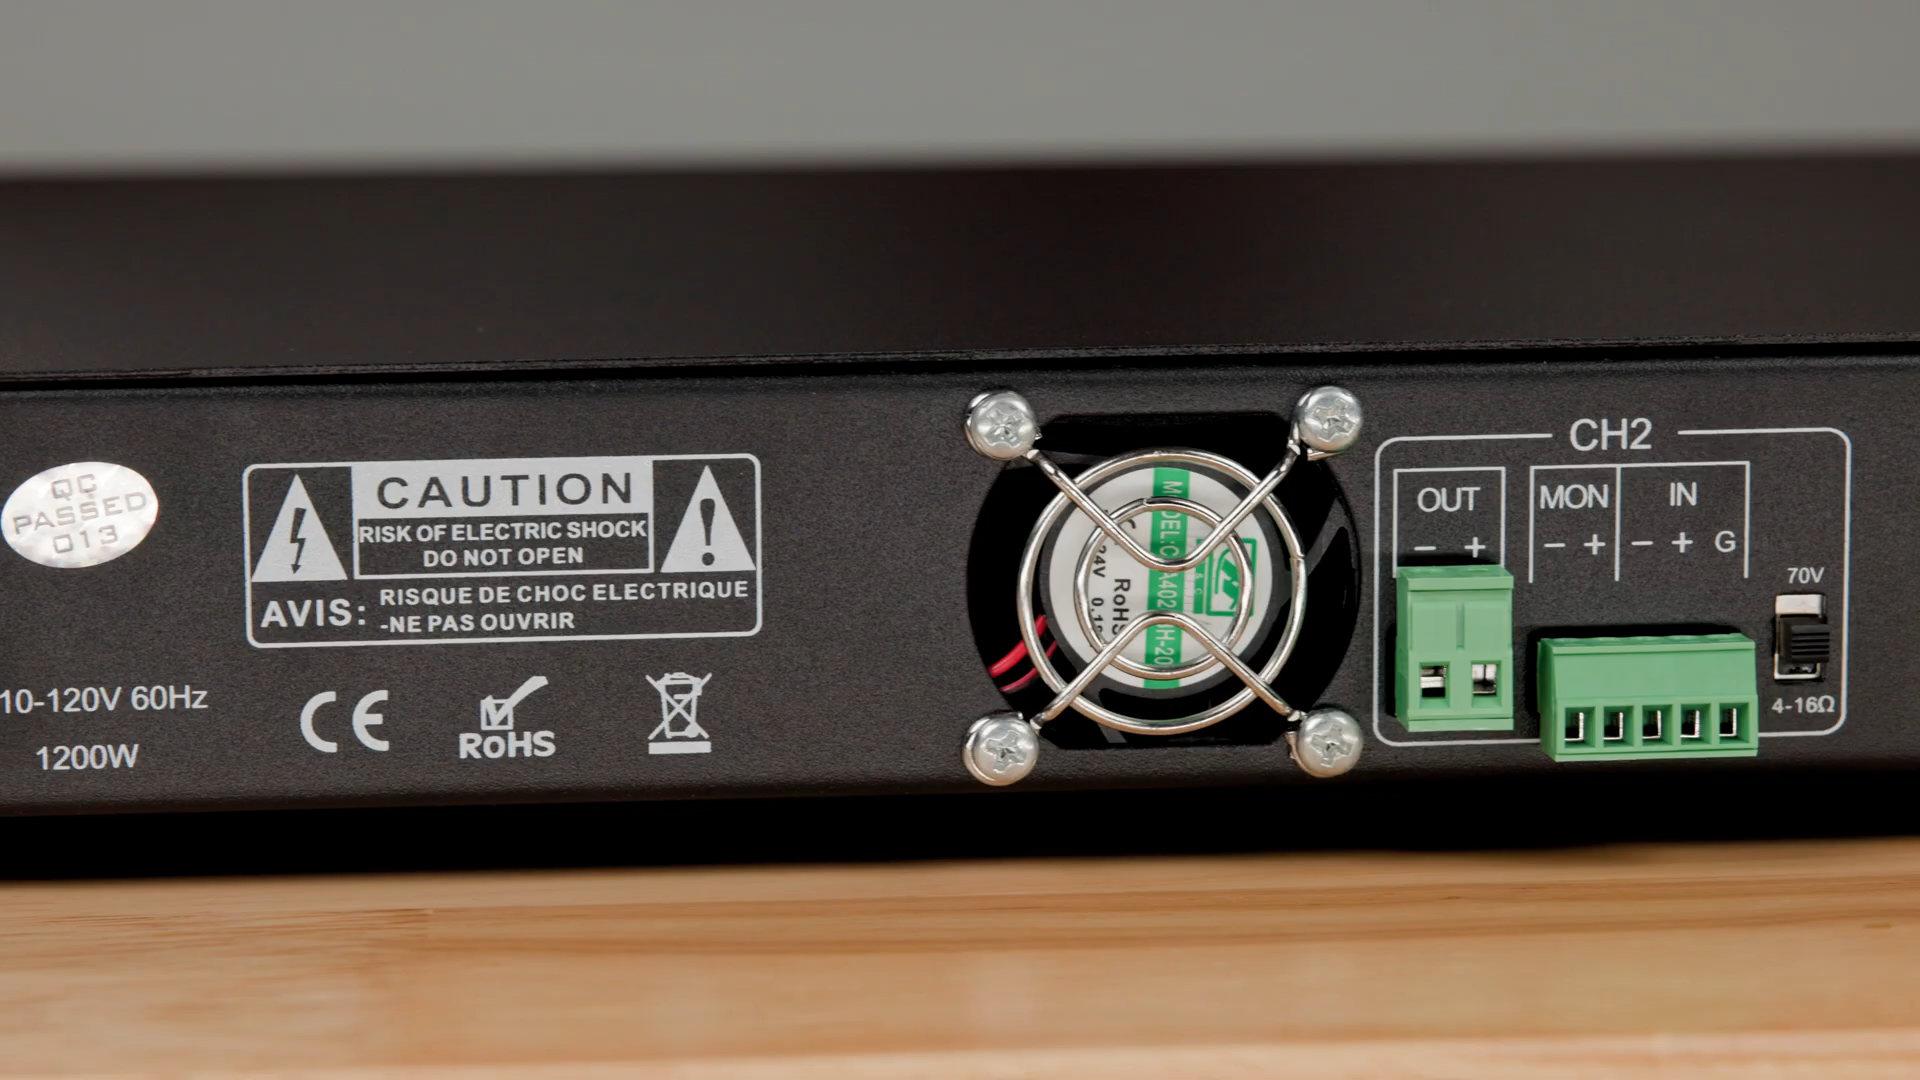 QC
PASSED
013
CAUTION
RISK OF ELECTRIC SHOCK
DO NOT OPEN
AVIS: RISQUE DE CHOC ELECTRIQUE
-NE PAS OUVRIR
10-120V 60Hz
1200W
CE
RoHS
24V
RoHS
CH2
OUT
- +
MON
- +
IN
- + G
70V
4-16Ω